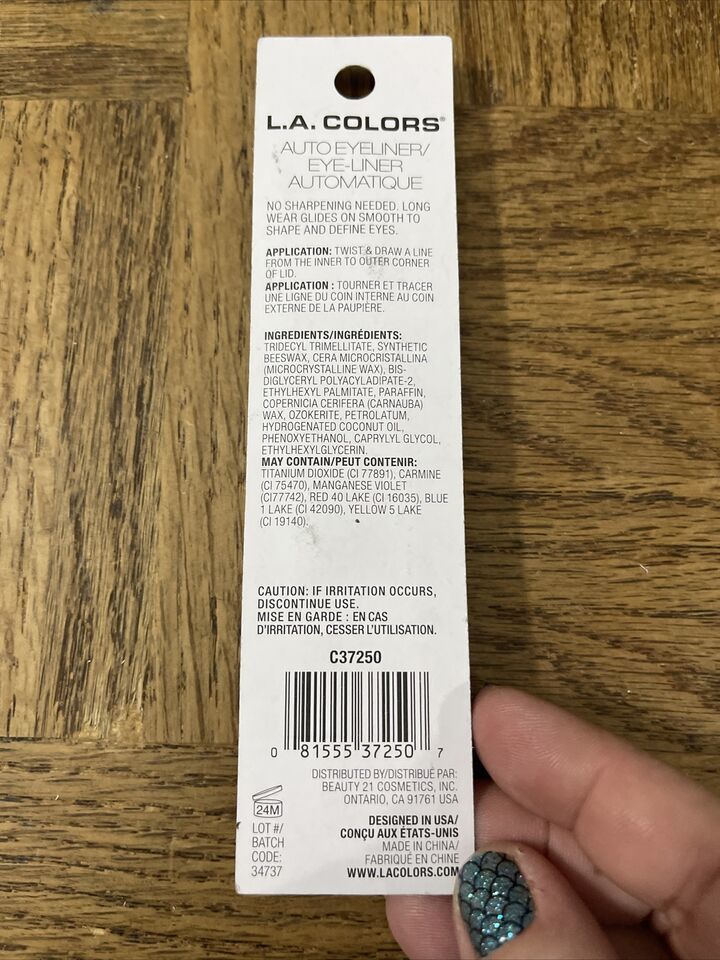 L.A. COLORS®
AUTO EYELINER/
EYE-LINER
AUTOMATIQUE
NO SHARPENING NEEDED. LONG
WEAR GLIDES ON SMOOTH TO
SHAPE AND DEFINE EYES.
APPLICATION: TWIST & DRAW A LINE
FROM THE INNER TO OUTER CORNER
OF LID.
APPLICATION : TOURNER ET TRACER
UNE LIGNE DU COIN INTERNE AU COIN
EXTERNE DE LA PAUPIÈRE.
INGREDIENTS/INGRÉDIENTS:
TRIDECYL TRIMELLITATE, SYNTHETIC
BEESWAX, CERA MICROCRISTALLINA
(MICROCRYSTALLINE WAX), BIS-
DIGLYCERYL POLYACYLADIPATE-2,
ETHYLHEXYL PALMITATE, PARAFFIN,
COPERNICIA CERIFERA (CARNAUBA)
WAX, OZOKERITE, PETROLATUM,
HYDROGENATED COCONUT OIL,
PHENOXYETHANOL, CAPRYLYL GLYCOL,
ETHYLHEXYLGLYCERIN.
MAY CONTAIN/PEUT CONTENIR:
TITANIUM DIOXIDE (CI 77891), CARMINE
(CI 75470), MANGANESE VIOLET
(CI77742), RED 40 LAKE (CI 16035), BLUE
1 LAKE (CI 42090), YELLOW 5 LAKE
(CI 19140).
CAUTION: IF IRRITATION OCCURS,
DISCONTINUE USE.
MISE EN GARDE : EN CAS
D'IRRITATION, CESSER L'UTILISATION.
C37250
0 81555 37250 7
DISTRIBUTED BY/DISTRIBUÉ PAR:
BEAUTY 21 COSMETICS, INC.
ONTARIO, CA 91761 USA
24M
LOT #/
BATCH
CODE:
34737
DESIGNED IN USA/
CONÇU AUX ÉTATS-UNIS
MADE IN CHINA/
FABRIQUÉ EN CHINE
WWW.LACOLORS.COM